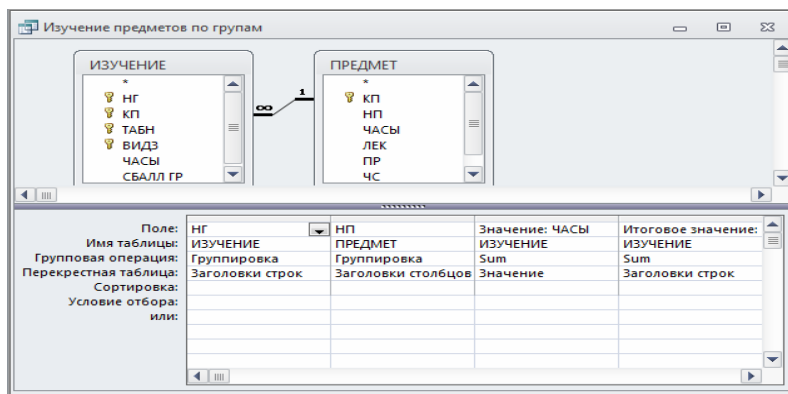 Изучение предметов по групам
ИЗУЧЕНИЕ
*
НГ
КП
ТАБН
ВИДЗ
ЧАСЫ
СБАЛЛ ГР
∞ 1
ПРЕДМЕТ
*
КП
НП
ЧАСЫ
ЛЕК
ПР
ЧС
Поле: НГ НП Значение: ЧАСЫ Итоговое значение:
Имя таблицы: ИЗУЧЕНИЕ ПРЕДМЕТ ИЗУЧЕНИЕ ИЗУЧЕНИЕ
Групповая операция: Группировка Группировка Sum Sum
Перекрестная таблица: Заголовки строк Заголовки столбцов Значение Заголовки строк
Сортировка:
Условие отбора:
или: